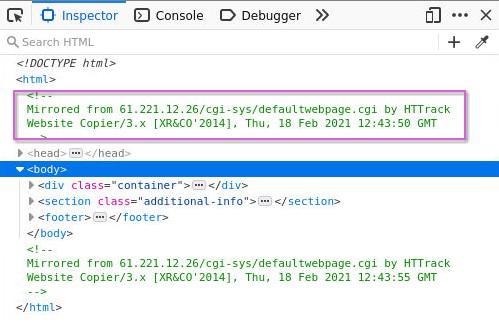 Inspector Console Debugger
Search HTML
<!DOCTYPE html>
<html>
<!--
Mirrored from 61.221.12.26/cgi-sys/defaultwebpage.cgi by HTTrack
Website Copier/3.x [XR&CO'2014], Thu, 18 Feb 2021 12:43:50 GMT
-->
<head> ... </head>
<body>
<div class="container"> ... </div>
<section class="additional-info"> ... </section>
<footer> ... </footer>
</body>
<!--
Mirrored from 61.221.12.26/cgi-sys/defaultwebpage.cgi by HTTrack
Website Copier/3.x [XR&CO'2014], Thu, 18 Feb 2021 12:43:55 GMT
-->
</html>